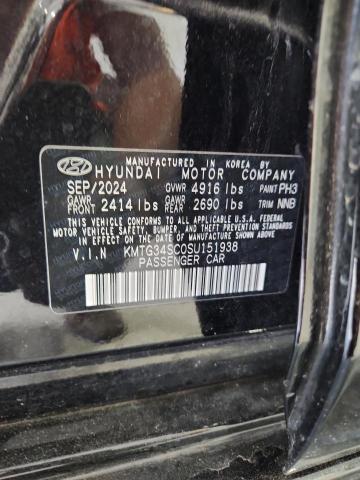 MANUFACTURED IN KOREA BY
HYUNDAI MOTOR COMPANY
SEP/2024 GVWR 4916 lbs PAINT PH3
GAWR FRONT 2414 lbs GAWR REAR 2690 lbs TRIM NNB
THIS VEHICLE CONFORMS TO ALL APPLICABLE U.S.A. FEDERAL
MOTOR VEHICLE SAFETY, BUMPER, AND THEFT PREVENTION
STANDARDS IN EFFECT ON THE DATE OF MANUFACTURE SHOWN ABOVE.
V.I.N KMTG34SC0SU151938
PASSENGER CAR